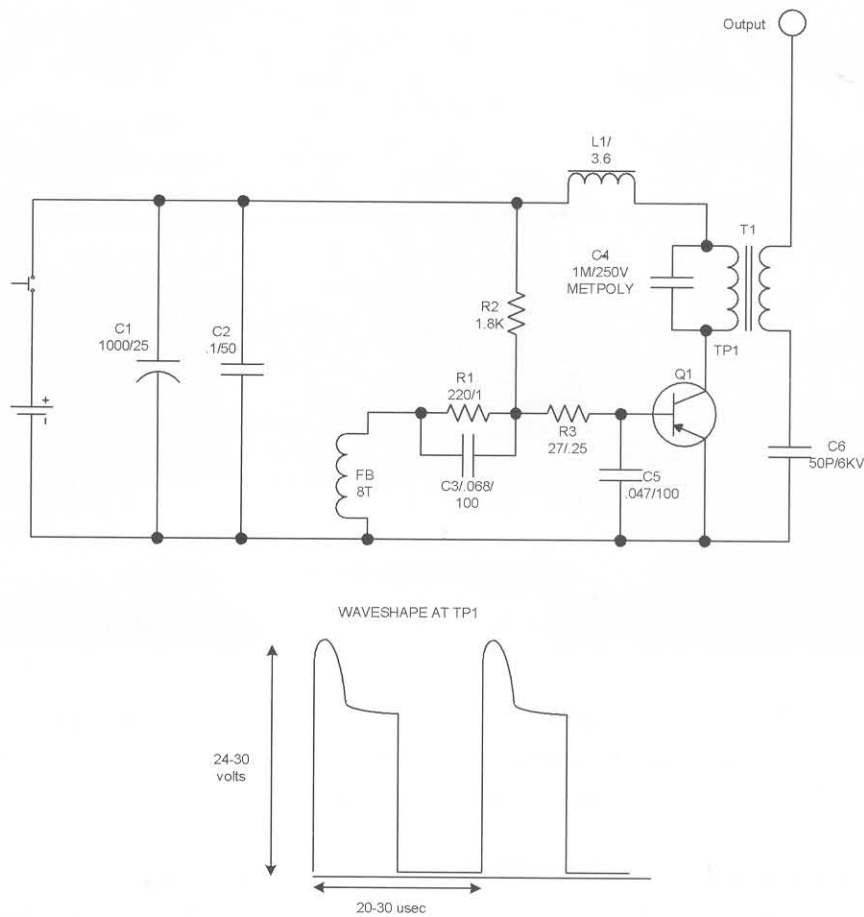 Output
L1/
3.6
T1
C4
1M/250V
METPOLY
R2
1.8K
C1
1000/25
C2
.1/50
TP1
Q1
R1
220/1
R3
27/.25
C6
50P/6KV
FB
8T
C3/.068/
100
C5
.047/100
+
-
WAVESHAPE AT TP1
24-30
volts
20-30 usec